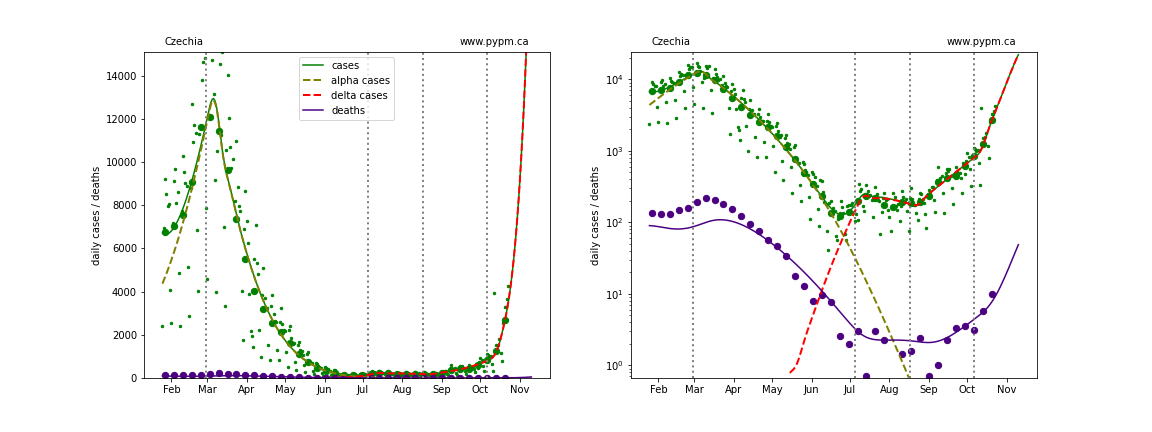 Czechia www.pypm.ca
daily cases / deaths
14000
12000
10000
8000
6000
4000
2000
0
cases
alpha cases
delta cases
deaths
Feb Mar Apr May Jun Jul Aug Sep Oct Nov
Czechia www.pypm.ca
daily cases / deaths
10⁴
10³
10²
10¹
10⁰
Feb Mar Apr May Jun Jul Aug Sep Oct Nov